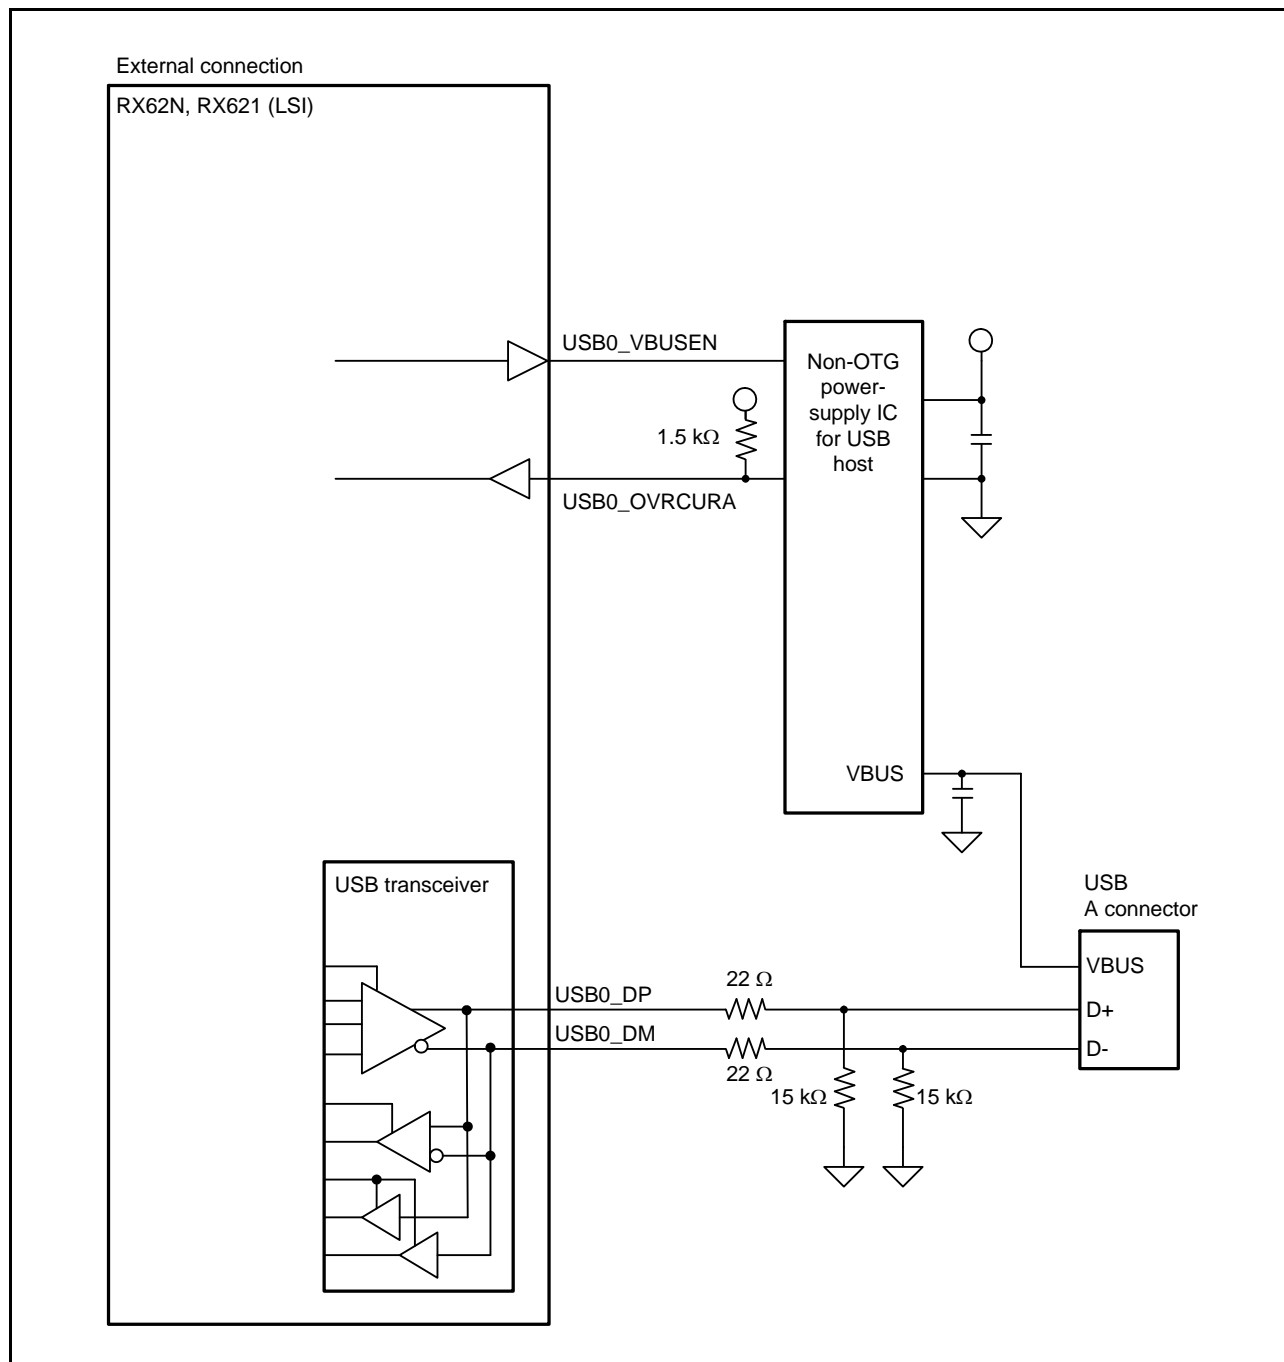 External connection
RX62N, RX621 (LSI)
USB0_VBUSEN
Non-OTG
power-
supply IC
for USB
host
1.5 kΩ
USB0_OVRCURA
VBUS
USB transceiver
USB
A connector
VBUS
22 Ω
USB0_DP
D+
USB0_DM
D-
22 Ω
15 kΩ
15 kΩ